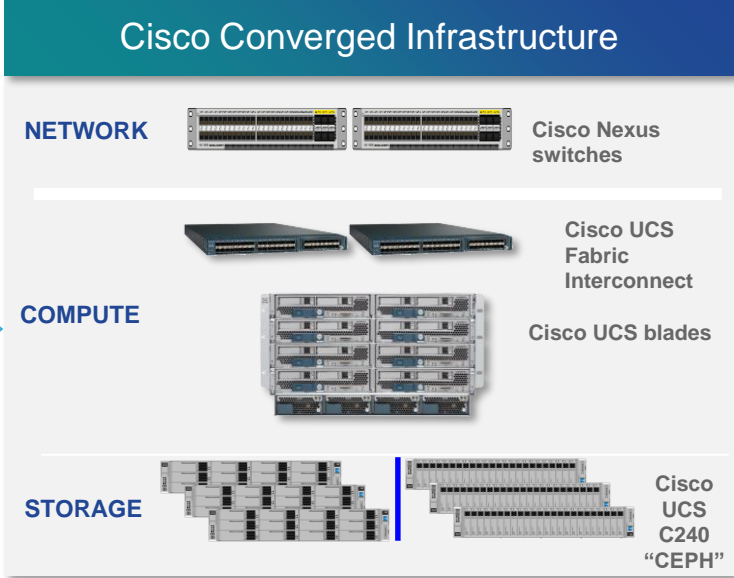 Cisco Converged Infrastructure
NETWORK
Cisco Nexus
switches
Cisco UCS
Fabric
Interconnect
COMPUTE
Cisco UCS blades
STORAGE
Cisco
UCS
C240
“CEPH”